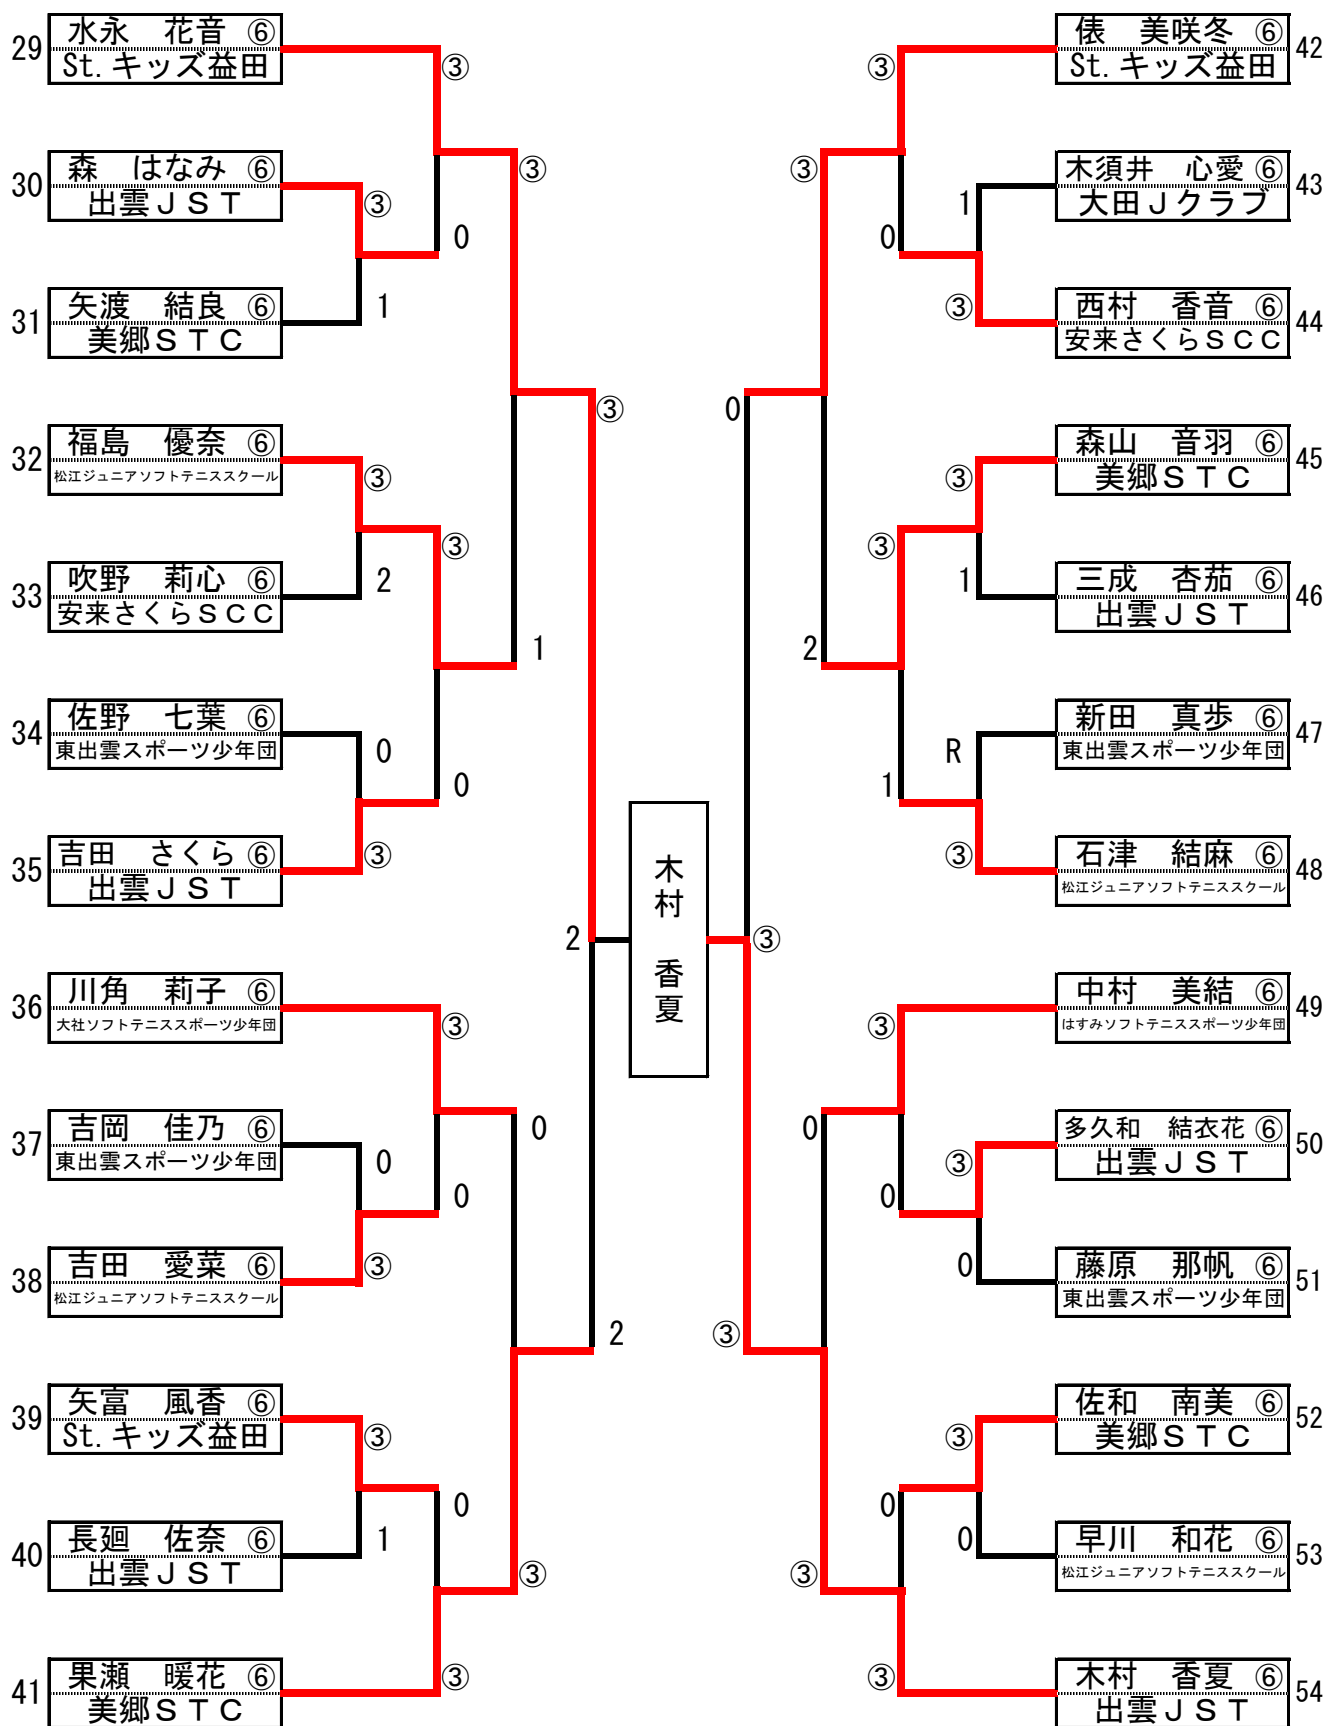 29
水永 花音 ⑥
St.キッズ益田
③
30
森 はなみ ⑥
出雲ＪＳＴ
③
③
0
31
矢渡 結良 ⑥
美郷ＳＴＣ
1
③
32
福島 優奈 ⑥
松江ジュニアソフトテニススクール
③
③
33
吹野 莉心 ⑥
安来さくらＳＣＣ
2
1
34
佐野 七葉 ⑥
東出雲スポーツ少年団
0
0
35
吉田 さくら ⑥
出雲ＪＳＴ
③
2
36
川角 莉子 ⑥
大社ソフトテニススポーツ少年団
③
0
37
吉岡 佳乃 ⑥
東出雲スポーツ少年団
0
0
38
吉田 愛菜 ⑥
松江ジュニアソフトテニススクール
③
2
39
矢富 風香 ⑥
St.キッズ益田
③
0
40
長廻 佐奈 ⑥
出雲ＪＳＴ
1
③
41
果瀬 暖花 ⑥
美郷ＳＴＣ
③
木村 香夏
俵 美咲冬 ⑥
St.キッズ益田
42
③
③
木須井 心愛 ⑥
大田Ｊクラブ
43
1
0
西村 香音 ⑥
安来さくらＳＣＣ
44
③
0
森山 音羽 ⑥
美郷ＳＴＣ
45
③
③
三成 杏茄 ⑥
出雲ＪＳＴ
46
1
2
新田 真歩 ⑥
東出雲スポーツ少年団
47
R
1
石津 結麻 ⑥
松江ジュニアソフトテニススクール
48
③
③
中村 美結 ⑥
はすみソフトテニススポーツ少年団
49
③
0
多久和 結衣花 ⑥
出雲ＪＳＴ
50
③
0
藤原 那帆 ⑥
東出雲スポーツ少年団
51
0
③
佐和 南美 ⑥
美郷ＳＴＣ
52
③
0
早川 和花 ⑥
松江ジュニアソフトテニススクール
53
0
③
木村 香夏 ⑥
出雲ＪＳＴ
54
③